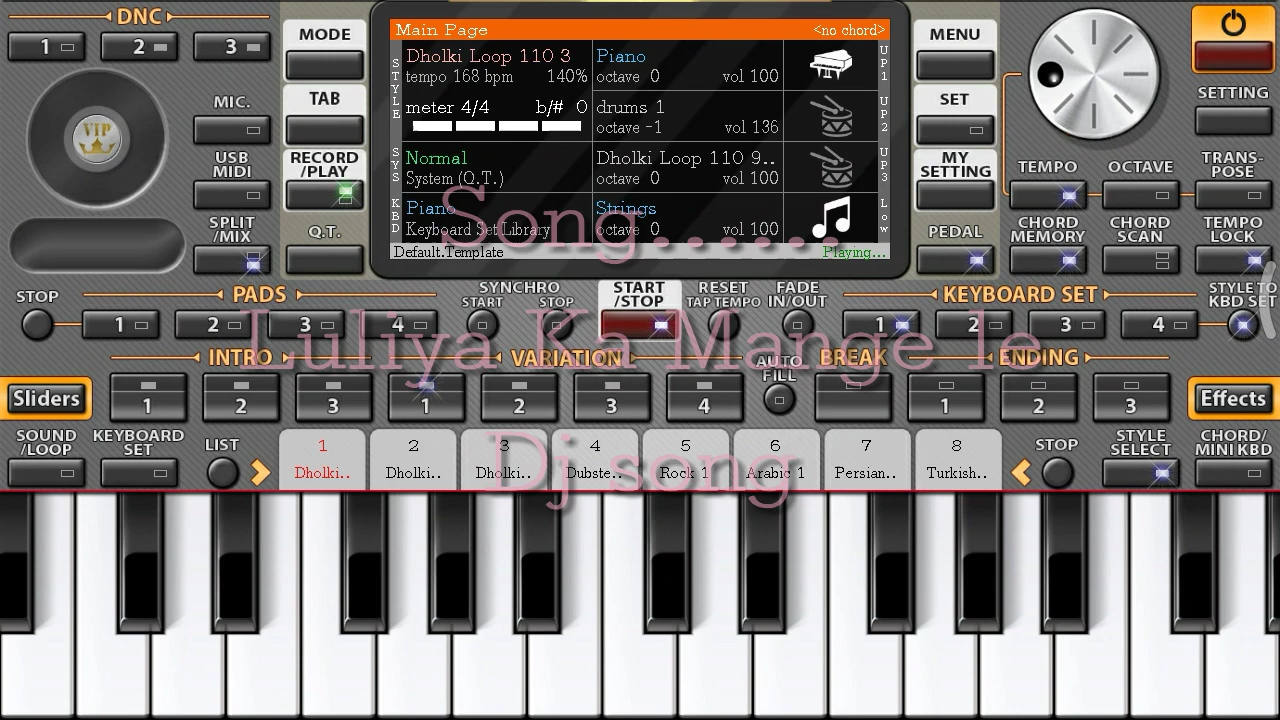 DNC
1 2 3
MODE
TAB
RECORD
/PLAY
Q.T.
MIC.
USB
MIDI
SPLIT
/MIX
VIP
Main Page <no chord>
STYLE
Dholki Loop 110 3
tempo 168 bpm 140%
meter 4/4 b/# 0
SYS
Normal
System (Q.T.)
KBD
Piano
Keyboard Set Library
Piano
octave 0 vol 100
UP1
drums 1
octave -1 vol 136
UP2
Dholki Loop 110 9..
octave 0 vol 100
UP3
Strings
octave 0 vol 100
Low
Default.Template Playing...
Song.......
MENU
SET
MY
SETTING
PEDAL
SETTING
TEMPO OCTAVE TRANS-
POSE
CHORD
MEMORY
CHORD
SCAN
TEMPO
LOCK
STOP PADS
1 2 3 4
SYNCHRO
START STOP
START
/STOP
RESET
TAP TEMPO
FADE
IN/OUT
KEYBOARD SET
1 2 3 4
STYLE TO
KBD SET
Luliya Ka Mange le
INTRO VARIATION AUTO
FILL BREAK ENDING
Sliders 1 2 3 1 2 3 4 1 2 3 Effects
SOUND
/LOOP
KEYBOARD
SET
LIST
1 2 3 4 5 6 7 8
Dholki.. Dholki.. Dholki.. Dubste.. Rock 1 Arabic 1 Persian.. Turkish..
STOP
STYLE
SELECT
CHORD/
MINI KBD
Dj song